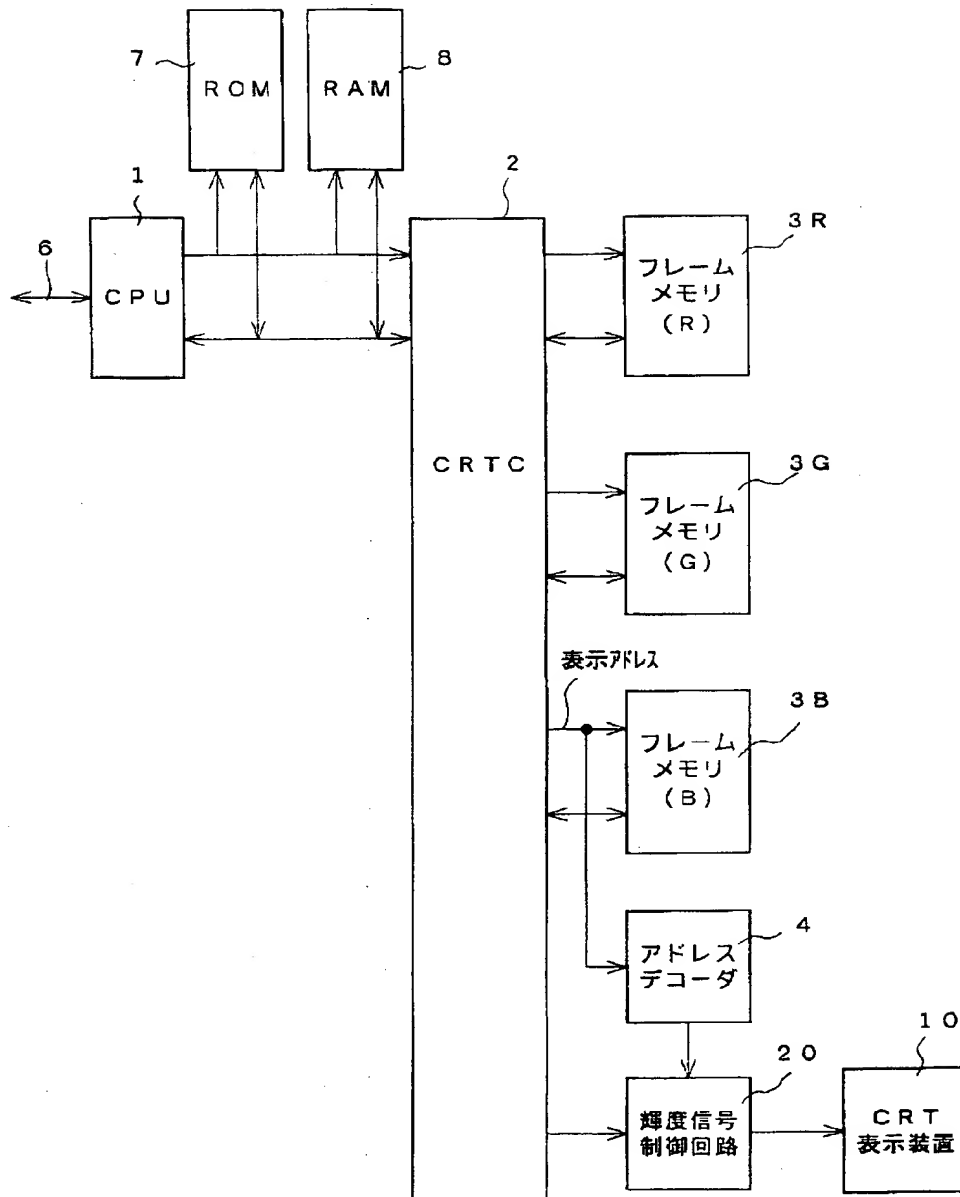 7
ROM
RAM
8
1
CPU
6
2
CRTC
3R
フレーム
メモリ
(R)
3G
フレーム
メモリ
(G)
表示アドレス
3B
フレーム
メモリ
(B)
4
アドレス
デコーダ
20
輝度信号
制御回路
10
CRT
表示装置